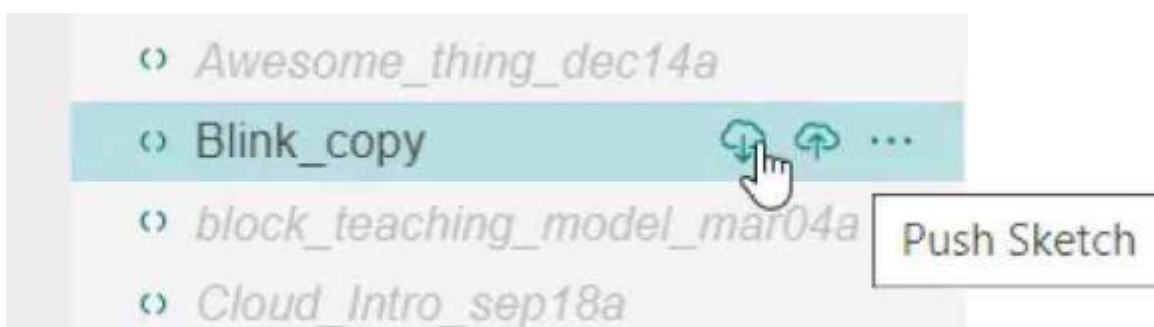 Awesome_thing_dec14a
Blink_copy
block_teaching_model_mar04a
Push Sketch
Cloud_Intro_sep18a